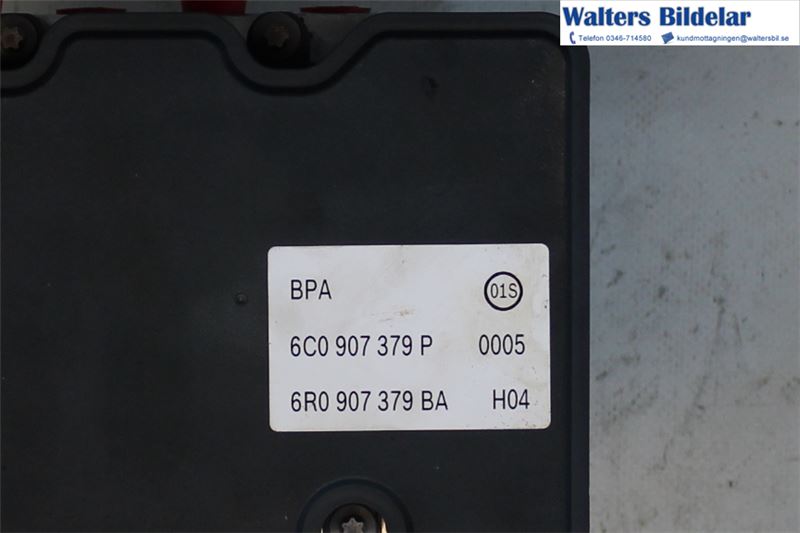 Walters Bildelar
Telefon 0346-714580 kundmottagningen@waltersbil.se
BPA 01S
6C0 907 379 P 0005
6R0 907 379 BA H04